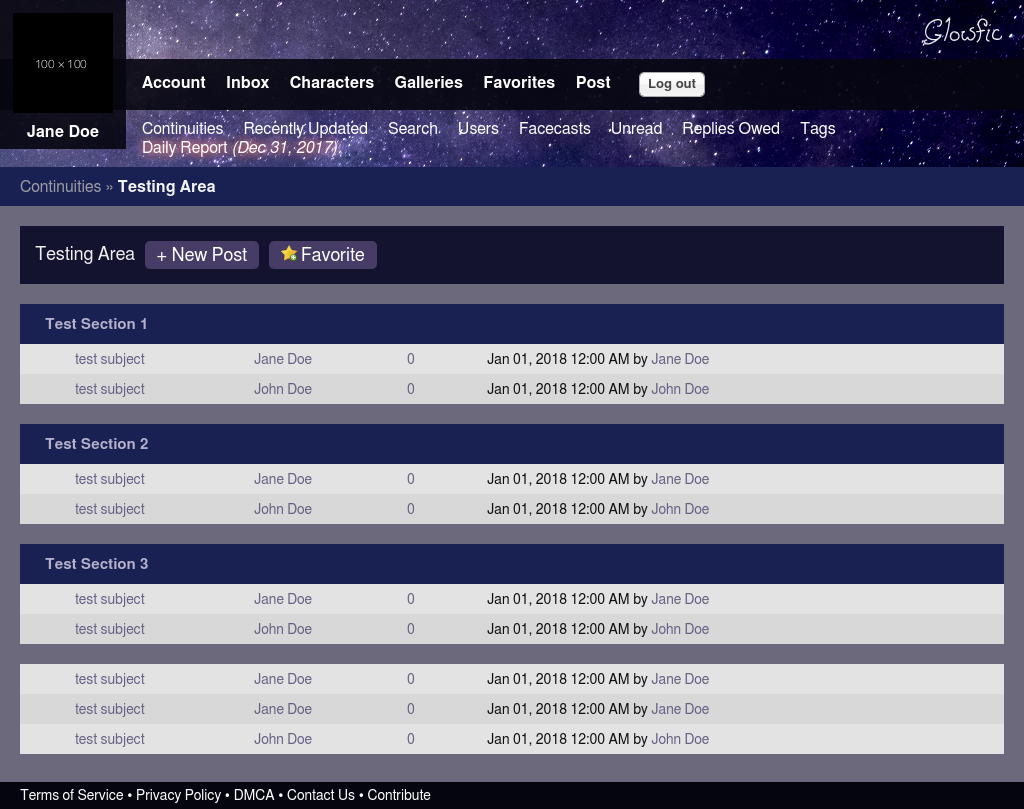 Glowfic
100 × 100
Account Inbox Characters Galleries Favorites Post Log out
Jane Doe
Continuities Recently Updated Search Users Facecasts Unread Replies Owed Tags
Daily Report (Dec 31, 2017)
Continuities » Testing Area
Testing Area + New Post Favorite
Test Section 1
test subject Jane Doe 0 Jan 01, 2018 12:00 AM by Jane Doe
test subject John Doe 0 Jan 01, 2018 12:00 AM by John Doe
Test Section 2
test subject Jane Doe 0 Jan 01, 2018 12:00 AM by Jane Doe
test subject John Doe 0 Jan 01, 2018 12:00 AM by John Doe
Test Section 3
test subject Jane Doe 0 Jan 01, 2018 12:00 AM by Jane Doe
test subject John Doe 0 Jan 01, 2018 12:00 AM by John Doe
test subject Jane Doe 0 Jan 01, 2018 12:00 AM by Jane Doe
test subject Jane Doe 0 Jan 01, 2018 12:00 AM by Jane Doe
test subject John Doe 0 Jan 01, 2018 12:00 AM by John Doe
Terms of Service • Privacy Policy • DMCA • Contact Us • Contribute